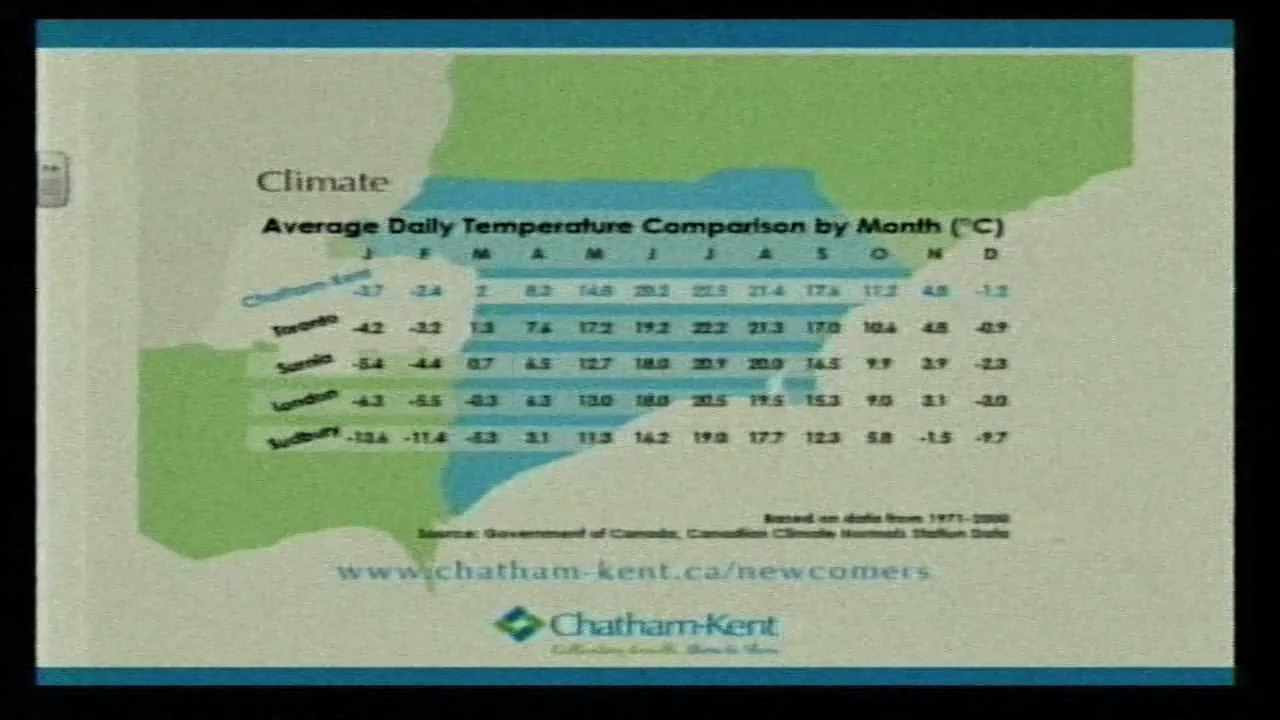 Climate
Average Daily Temperature Comparison by Month (°C)
J F M A M J J A S O N D
Chatham-Kent -3.7 -2.4 2 8.2 14.8 20.2 22.5 21.4 17.6 11.2 4.8 -1.2
Toronto -4.2 -3.2 1.3 7.6 17.2 19.2 22.2 21.3 17.0 10.6 4.8 -0.9
Sarnia -5.4 -4.4 0.7 6.5 12.7 18.0 20.9 20.0 16.5 9.9 3.9 -2.3
London -6.3 -5.5 -0.3 6.3 13.0 18.0 20.5 19.5 15.3 9.0 3.1 -3.0
Sudbury -13.6 -11.4 -5.3 3.1 11.3 16.2 19.0 17.7 12.3 5.8 -1.5 -9.7
Based on data from 1971-2000
Source: Government of Canada, Canadian Climate Normals Station Data
www.chatham-kent.ca/newcomers
Chatham-Kent